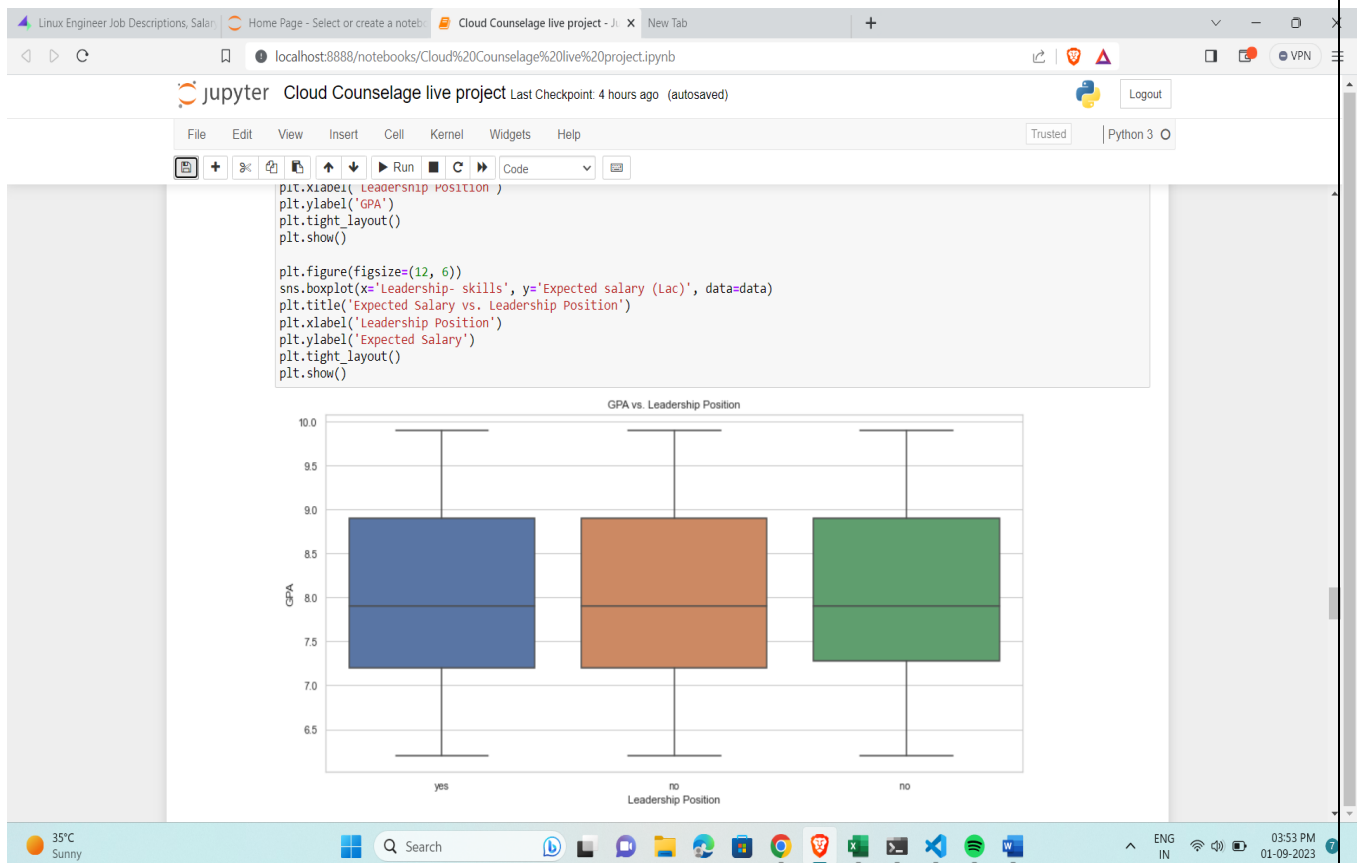 Linux Engineer Job Descriptions, Salar
Home Page - Select or create a noteb
Cloud Counselage live project - Ju
New Tab
localhost:8888/notebooks/Cloud%20Counselage%20live%20project.ipynb
VPN
jupyter Cloud Counselage live project Last Checkpoint: 4 hours ago (autosaved)
Logout
File Edit View Insert Cell Kernel Widgets Help
Trusted
Python 3
Run
Code
plt.xlabel('Leadership Position')
plt.ylabel('GPA')
plt.tight_layout()
plt.show()
plt.figure(figsize=(12, 6))
sns.boxplot(x='Leadership- skills', y='Expected salary (Lac)', data=data)
plt.title('Expected Salary vs. Leadership Position')
plt.xlabel('Leadership Position')
plt.ylabel('Expected Salary')
plt.tight_layout()
plt.show()
GPA vs. Leadership Position
10.0
9.5
9.0
8.5
8.0
7.5
7.0
6.5
GPA
yes no no
Leadership Position
35°C
Sunny
Search
ENG
IN
03:53 PM
01-09-2023
7